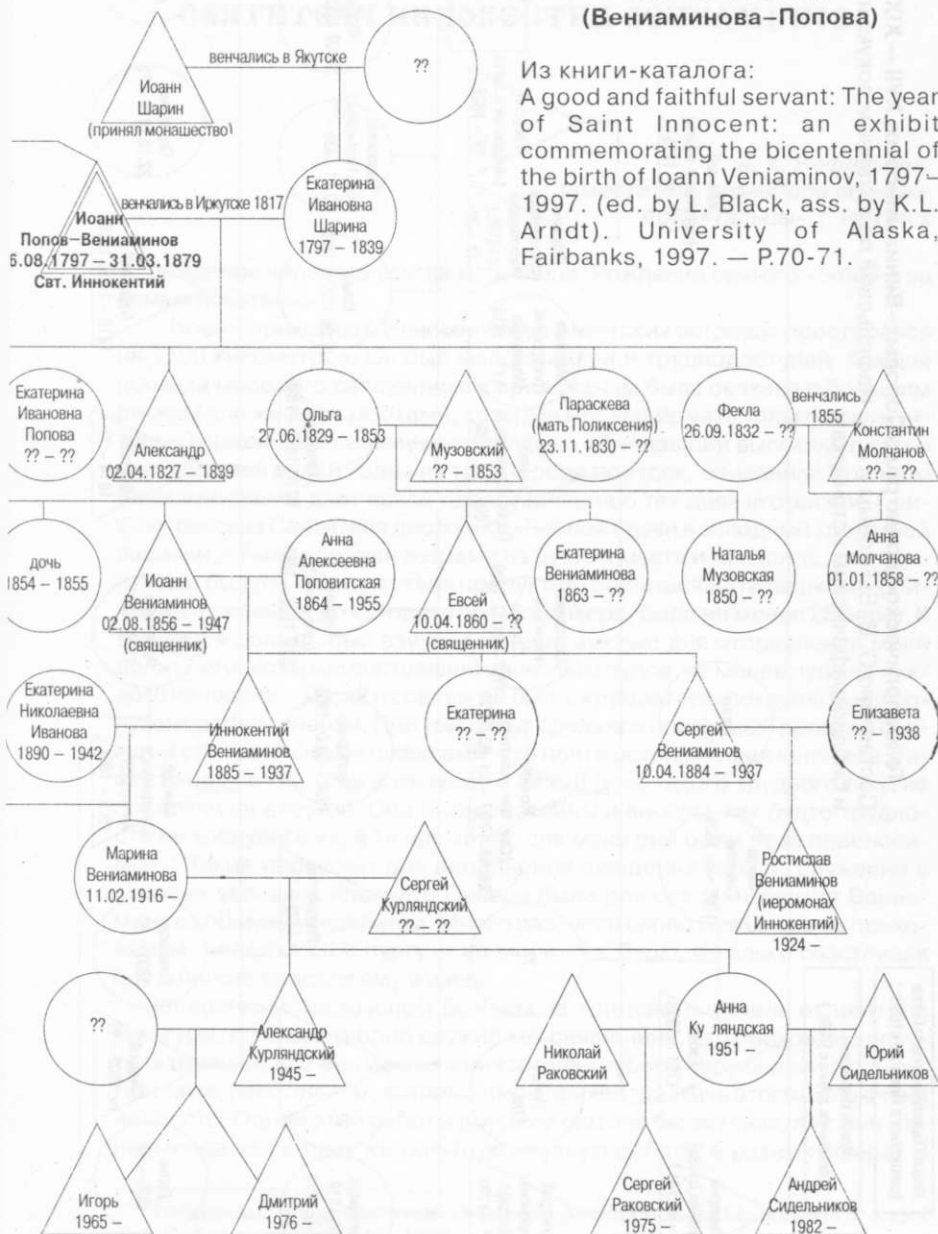 (Вениаминова–Попова)
Из книги-каталога:
A good and faithful servant: The year
of Saint Innocent: an exhibit
commemorating the bicentennial of
the birth of Ioann Veniaminov, 1797–
1997. (ed. by L. Black, ass. by K.L.
Arndt). University of Alaska,
Fairbanks, 1997. — P.70-71.
венчались в Якутске
??
Иоанн
Шарин
(принял монашество)
венчались в Иркутске 1817
Екатерина
Ивановна
Шарина
1797 – 1839
Иоанн
Попов–Вениаминов
6.08.1797 – 31.03.1879
Свт. Иннокентий
Екатерина
Ивановна
Попова
?? – ??
Александр
02.04.1827 – 1899
Ольга
27.06.1829 – 1853
Музовский
?? – 1853
Параскева
(мать Поликсения)
23.11.1830 – ??
Фекла
26.09.1832 – ??
венчались
1855
Константин
Молчанов
?? – ??
дочь
1854 – 1855
Иоанн
Вениаминов
02.08.1856 – 1947
(священник)
Анна
Алексеевна
Поповитская
1864 – 1955
Евсей
10.04.1860 – ??
(священник)
Екатерина
Вениаминова
1863 – ??
Наталья
Музовская
1850 – ??
Анна
Молчанова
01.01.1858 – ??
Екатерина
Николаевна
Иванова
1890 – 1942
Иннокентий
Вениаминов
1885 – 1937
Екатерина
?? – ??
Сергей
Вениаминов
10.04.1884 – 1937
Елизавета
?? – 1938
Марина
Вениаминова
11.02.1916 –
Сергей
Курляндский
?? – ??
Ростислав
Вениаминов
(иеромонах
Иннокентий)
1924 –
??
Александр
Курляндский
1945 –
Николай
Раковский
Анна
Ку ляндская
1951 –
Юрий
Сидельников
Игорь
1965 –
Дмитрий
1976 –
Сергей
Раковский
1975 –
Андрей
Сидельников
1982 –